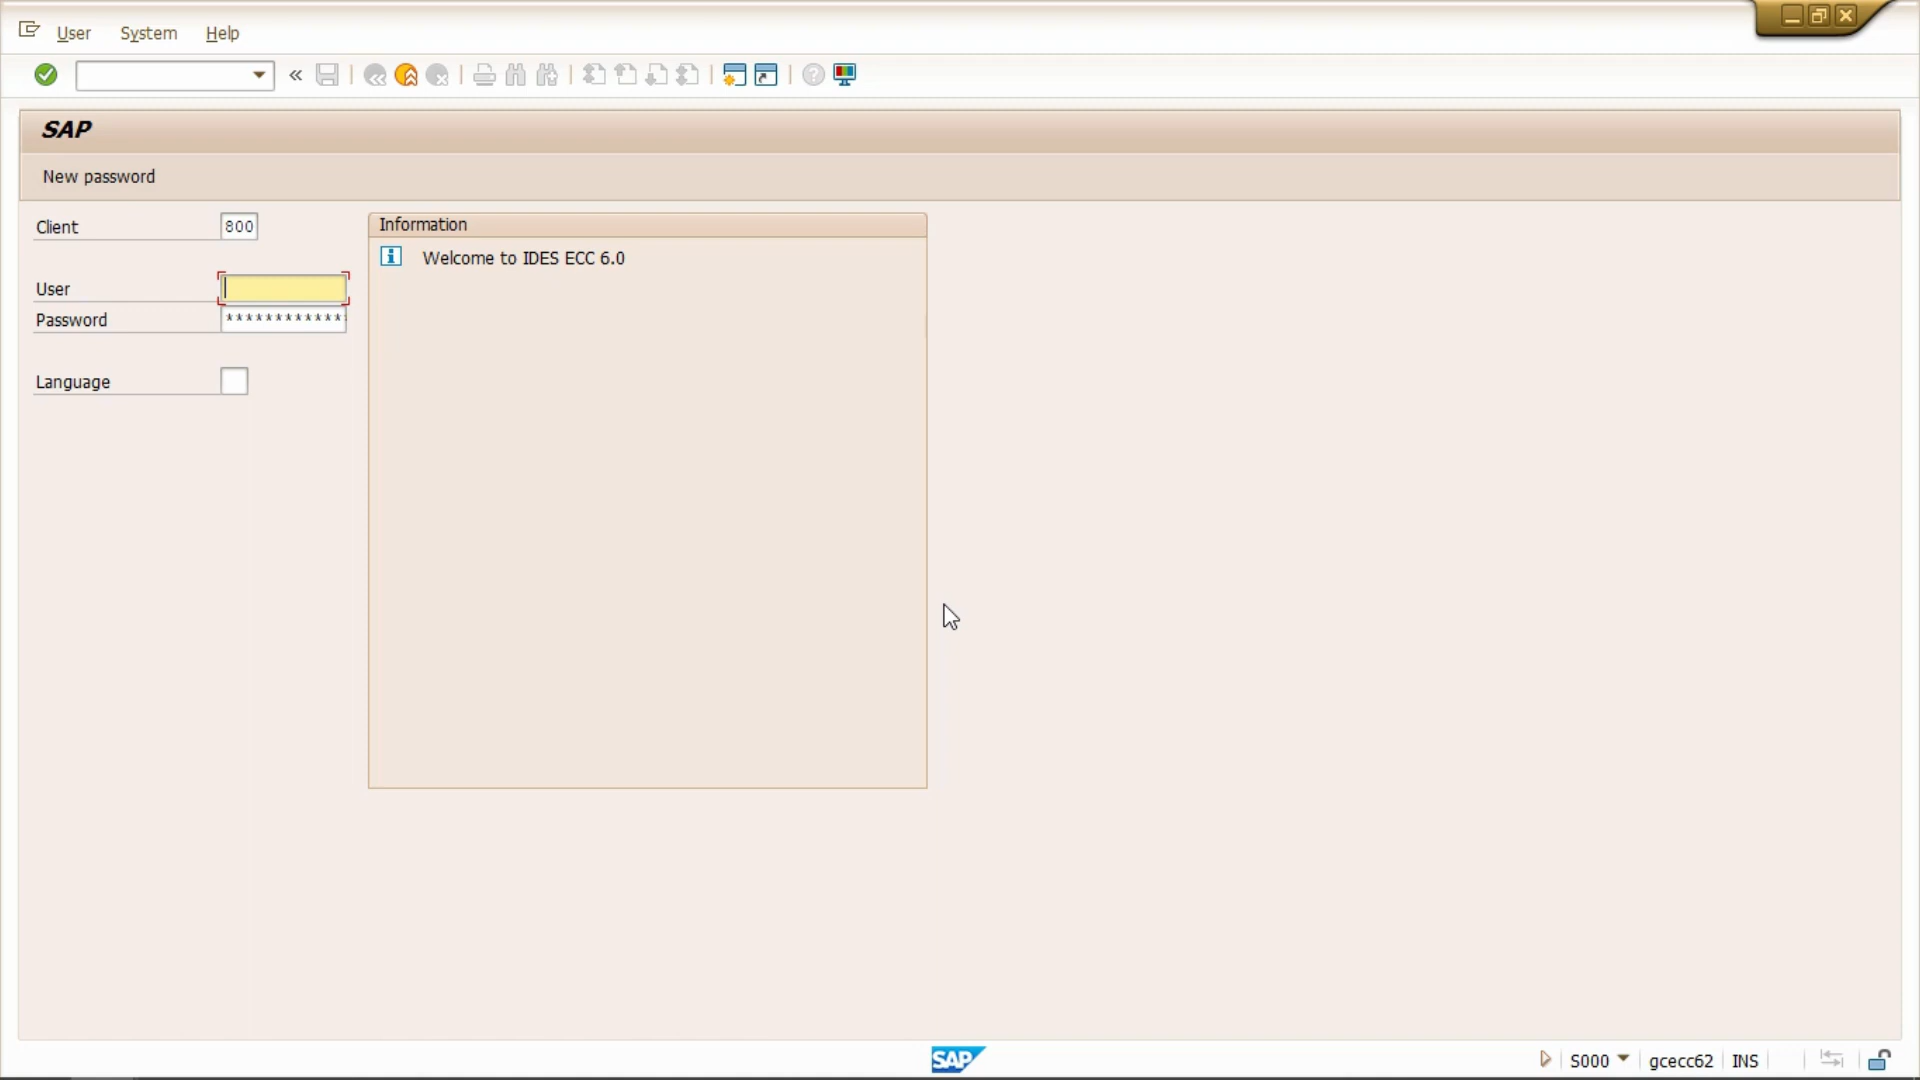 User System Help
SAP
New password
Client 800
Information
Welcome to IDES ECC 6.0
User
Password *************
Language
SAP
S000 gcecc62 INS